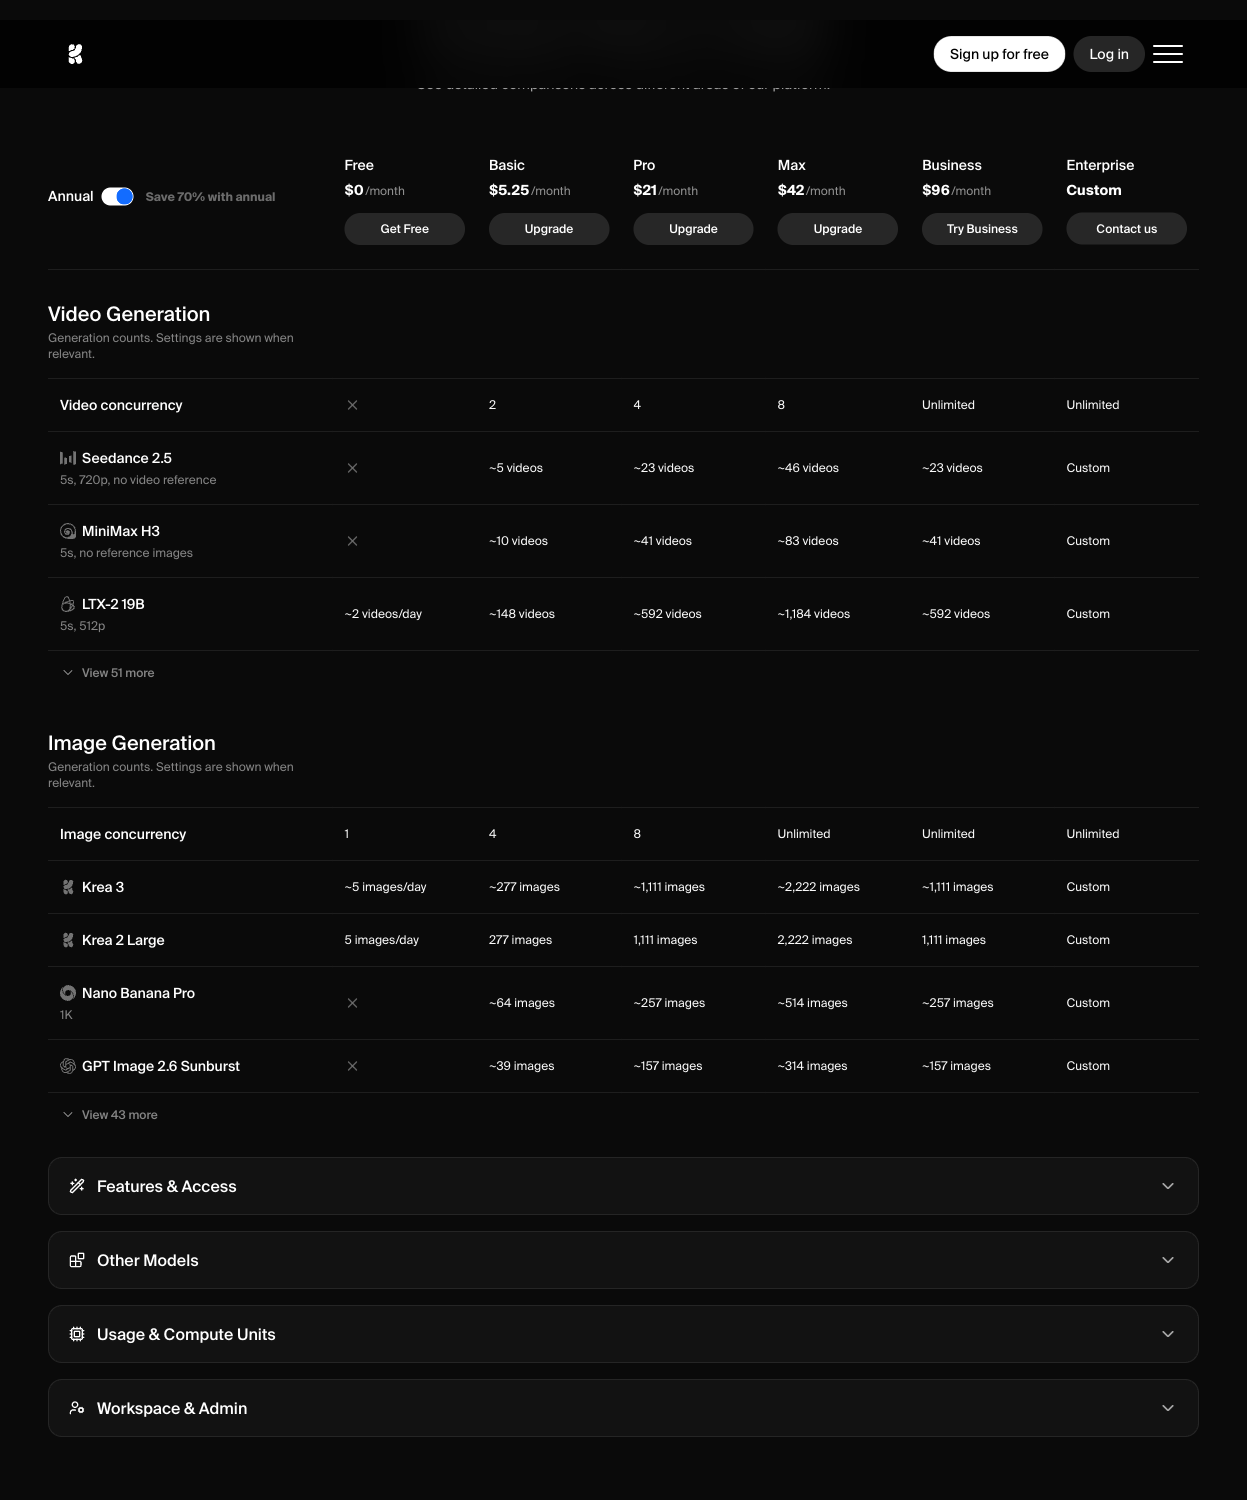 Sign up for free
Log in
See detailed comparisons across different areas of our platform.
Annual
Save 70% with annual
Free
$0/month
Get Free
Basic
$5.25/month
Upgrade
Pro
$21/month
Upgrade
Max
$42/month
Upgrade
Business
$96/month
Try Business
Enterprise
Custom
Contact us
Video Generation
Generation counts. Settings are shown when
relevant.
Video concurrency 2 4 8 Unlimited Unlimited
Seedance 2.5
5s, 720p, no video reference
~5 videos ~23 videos ~46 videos ~23 videos Custom
MiniMax H3
5s, no reference images
~10 videos ~41 videos ~83 videos ~41 videos Custom
LTX-2 19B
5s, 512p
~2 videos/day ~148 videos ~592 videos ~1,184 videos ~592 videos Custom
View 51 more
Image Generation
Generation counts. Settings are shown when
relevant.
Image concurrency 1 4 8 Unlimited Unlimited Unlimited
Krea 3 ~5 images/day ~277 images ~1,111 images ~2,222 images ~1,111 images Custom
Krea 2 Large 5 images/day 277 images 1,111 images 2,222 images 1,111 images Custom
Nano Banana Pro
1K
~64 images ~257 images ~514 images ~257 images Custom
GPT Image 2.6 Sunburst ~39 images ~157 images ~314 images ~157 images Custom
View 43 more
Features & Access
Other Models
Usage & Compute Units
Workspace & Admin